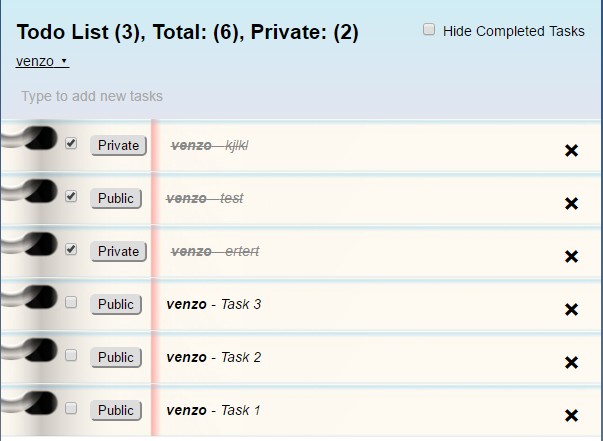 Todo List (3), Total: (6), Private: (2)
Hide Completed Tasks
venzo ▾
Type to add new tasks
Private venzo - kjlkl
Public venzo - test
Private venzo - ertert
Public venzo - Task 3
Public venzo - Task 2
Public venzo - Task 1